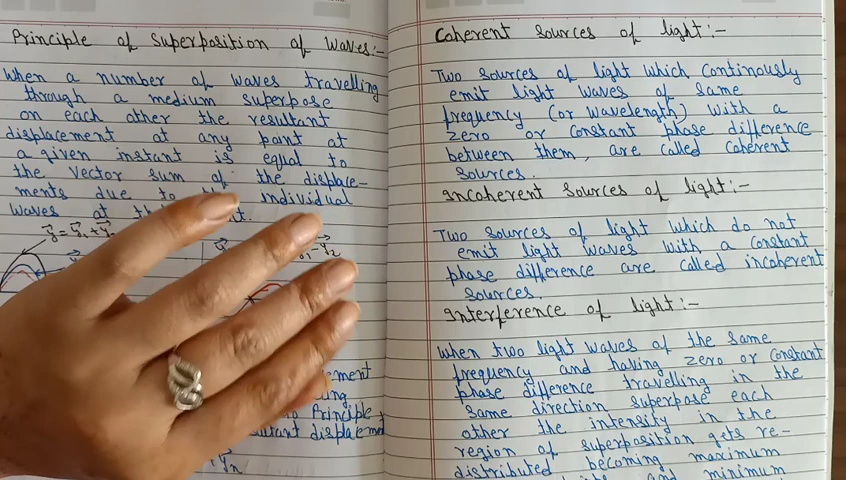 Principle of Superposition of Waves:-
When a number of waves travelling
through a medium superpose
on each other the resultant
displacement at any point at
a given instant is equal to
the vector sum of the displace-
ments due to individual
waves at
y⃗ = y⃗1 + y⃗2
Principle
displacement
Coherent Sources of light:-
Two sources of light which continously
emit light waves of same
frequency (or wavelength) with a
zero or constant phase difference
between them, are called coherent
sources.
Incoherent Sources of light:-
Two sources of light which do not
emit light waves with a constant
phase difference are called incoherent
sources.
Interference of light:-
When two light waves of the same
frequency and having zero or constant
phase difference travelling in the
same direction superpose each
other the intensity in the
region of superposition gets re-
distributed becoming maximum
and minimum